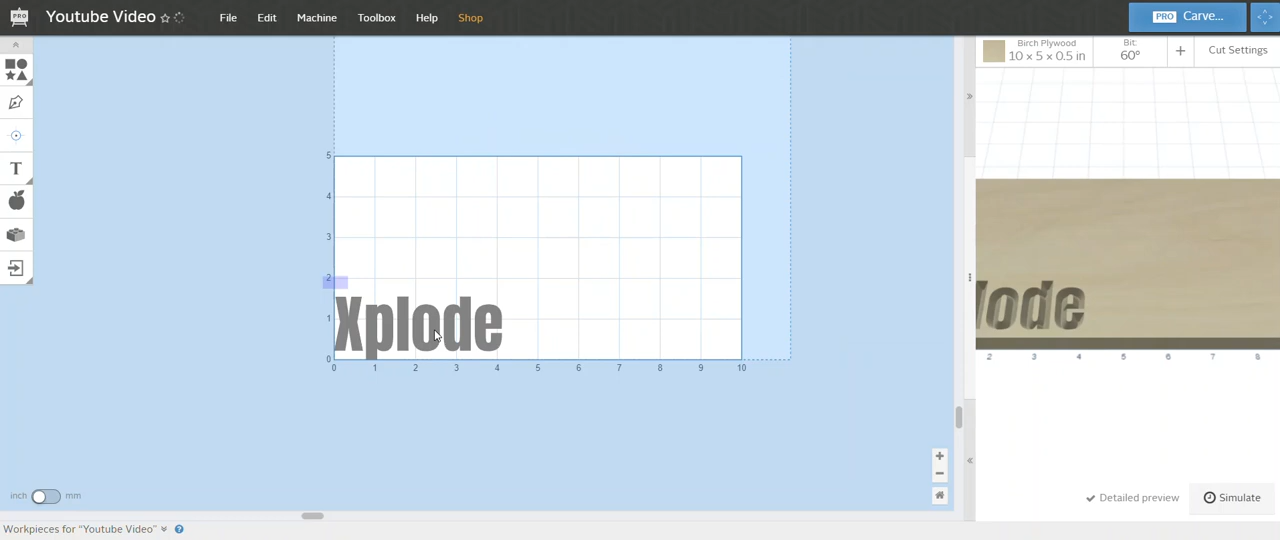 PRO
Youtube Video
File Edit Machine Toolbox Help Shop
PRO Carve...
Birch Plywood
10 × 5 × 0.5 in
Bit:
60°
+
Cut Settings
T
5
4
3
2
1
0
Xplode
0 1 2 3 4 5 6 7 8 9 10
lode
2 3 4 5 6 7 8
+
−
inch mm
Detailed preview
Simulate
Workpieces for “Youtube Video” ?